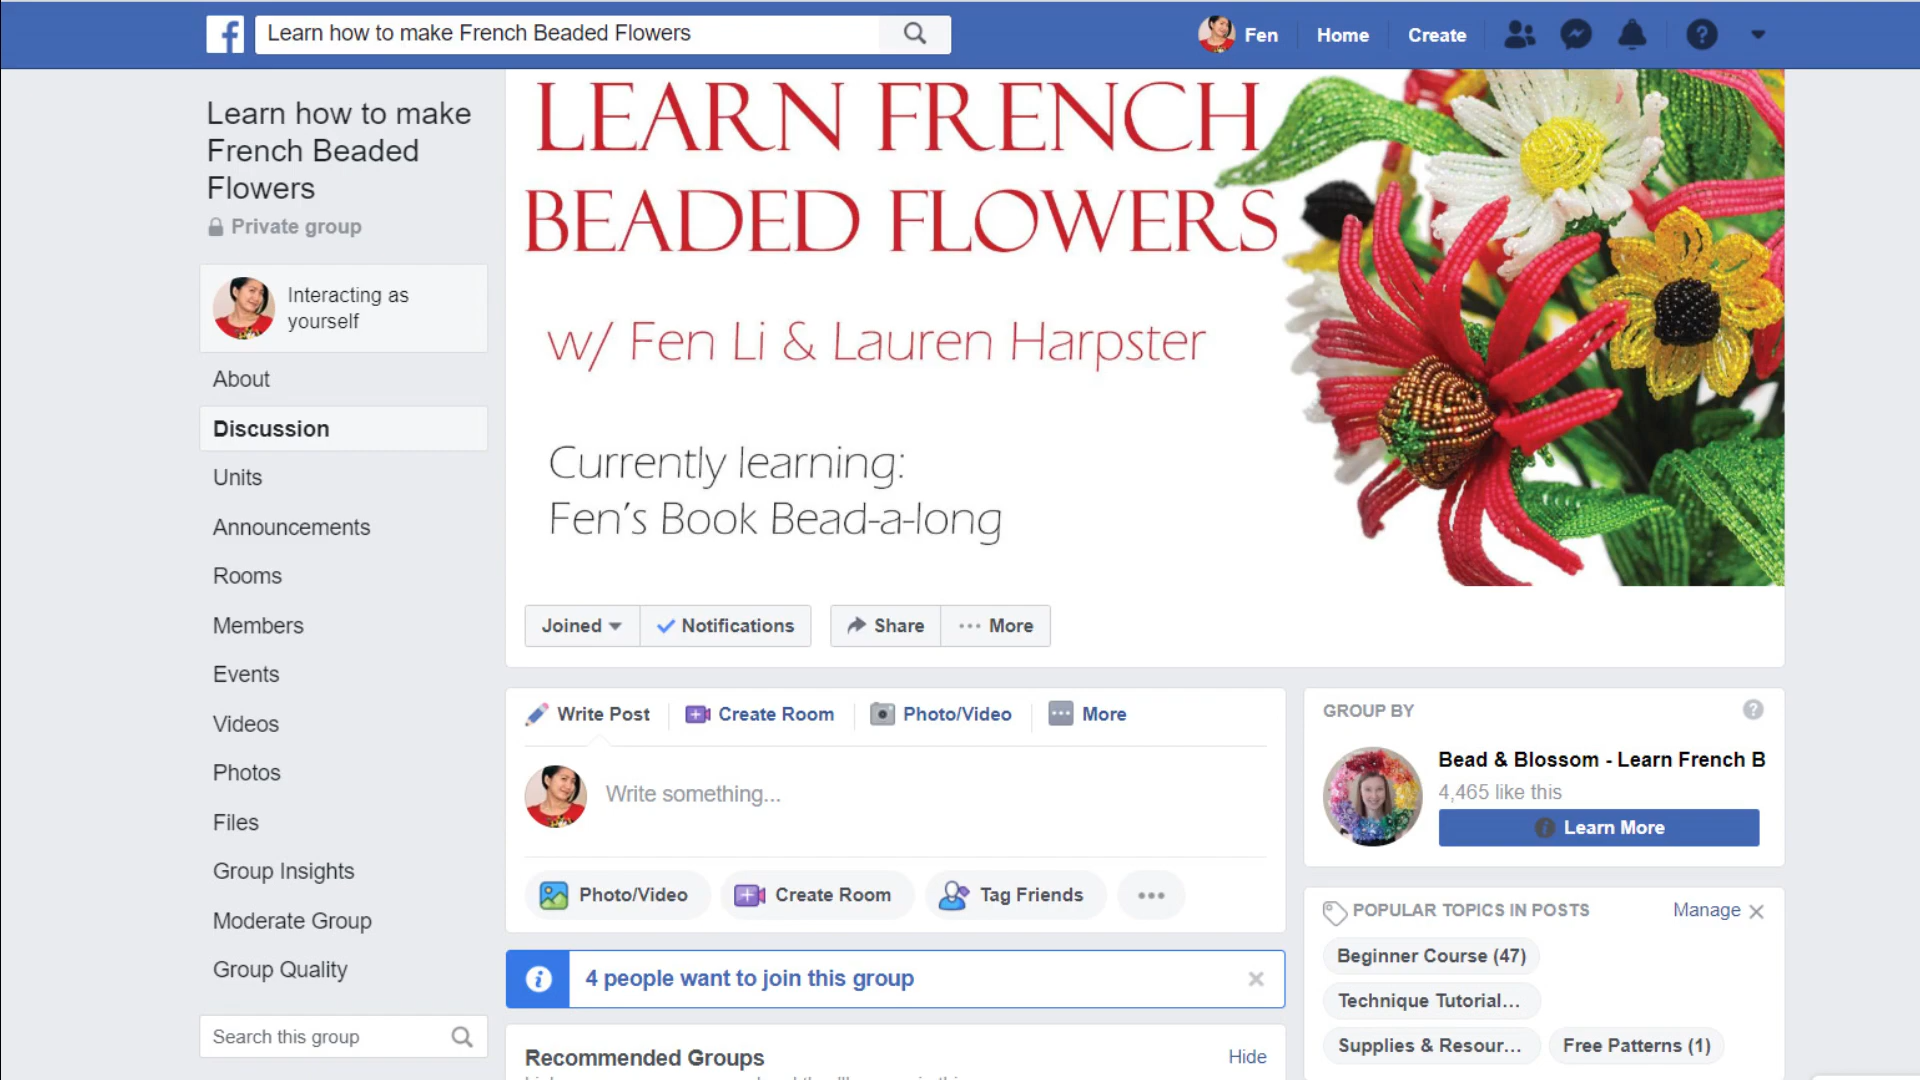 Learn how to make French Beaded Flowers
Fen
Home
Create
Learn how to make
French Beaded
Flowers
Private group
Interacting as
yourself
About
Discussion
Units
Announcements
Rooms
Members
Events
Videos
Photos
Files
Group Insights
Moderate Group
Group Quality
Search this group
LEARN FRENCH
BEADED FLOWERS
w/ Fen Li & Lauren Harpster
Currently learning:
Fen's Book Bead-a-long
Joined
Notifications
Share
More
Write Post
Create Room
Photo/Video
More
Write something...
Photo/Video
Create Room
Tag Friends
4 people want to join this group
Recommended Groups
Hide
GROUP BY
Bead & Blossom - Learn French B
4,465 like this
Learn More
POPULAR TOPICS IN POSTS
Manage
Beginner Course (47)
Technique Tutorial...
Supplies & Resour...
Free Patterns (1)